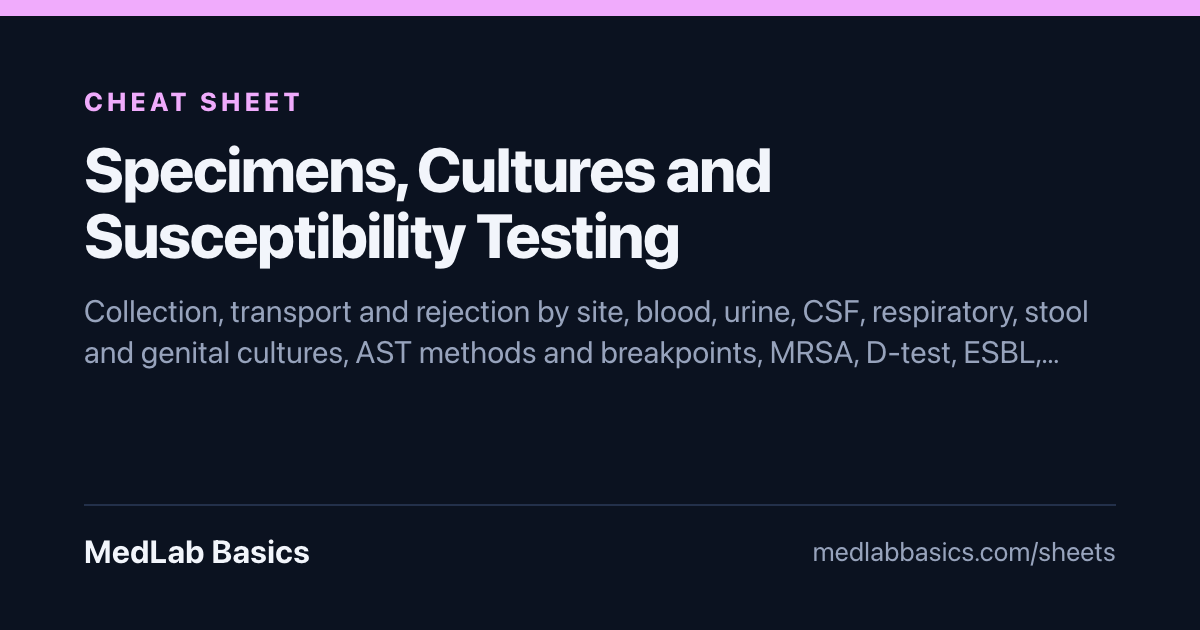 CHEAT SHEET
Specimens, Cultures and
Susceptibility Testing
Collection, transport and rejection by site, blood, urine, CSF, respiratory, stool
and genital cultures, AST methods and breakpoints, MRSA, D-test, ESBL,...
MedLab Basics
medlabbasics.com/sheets